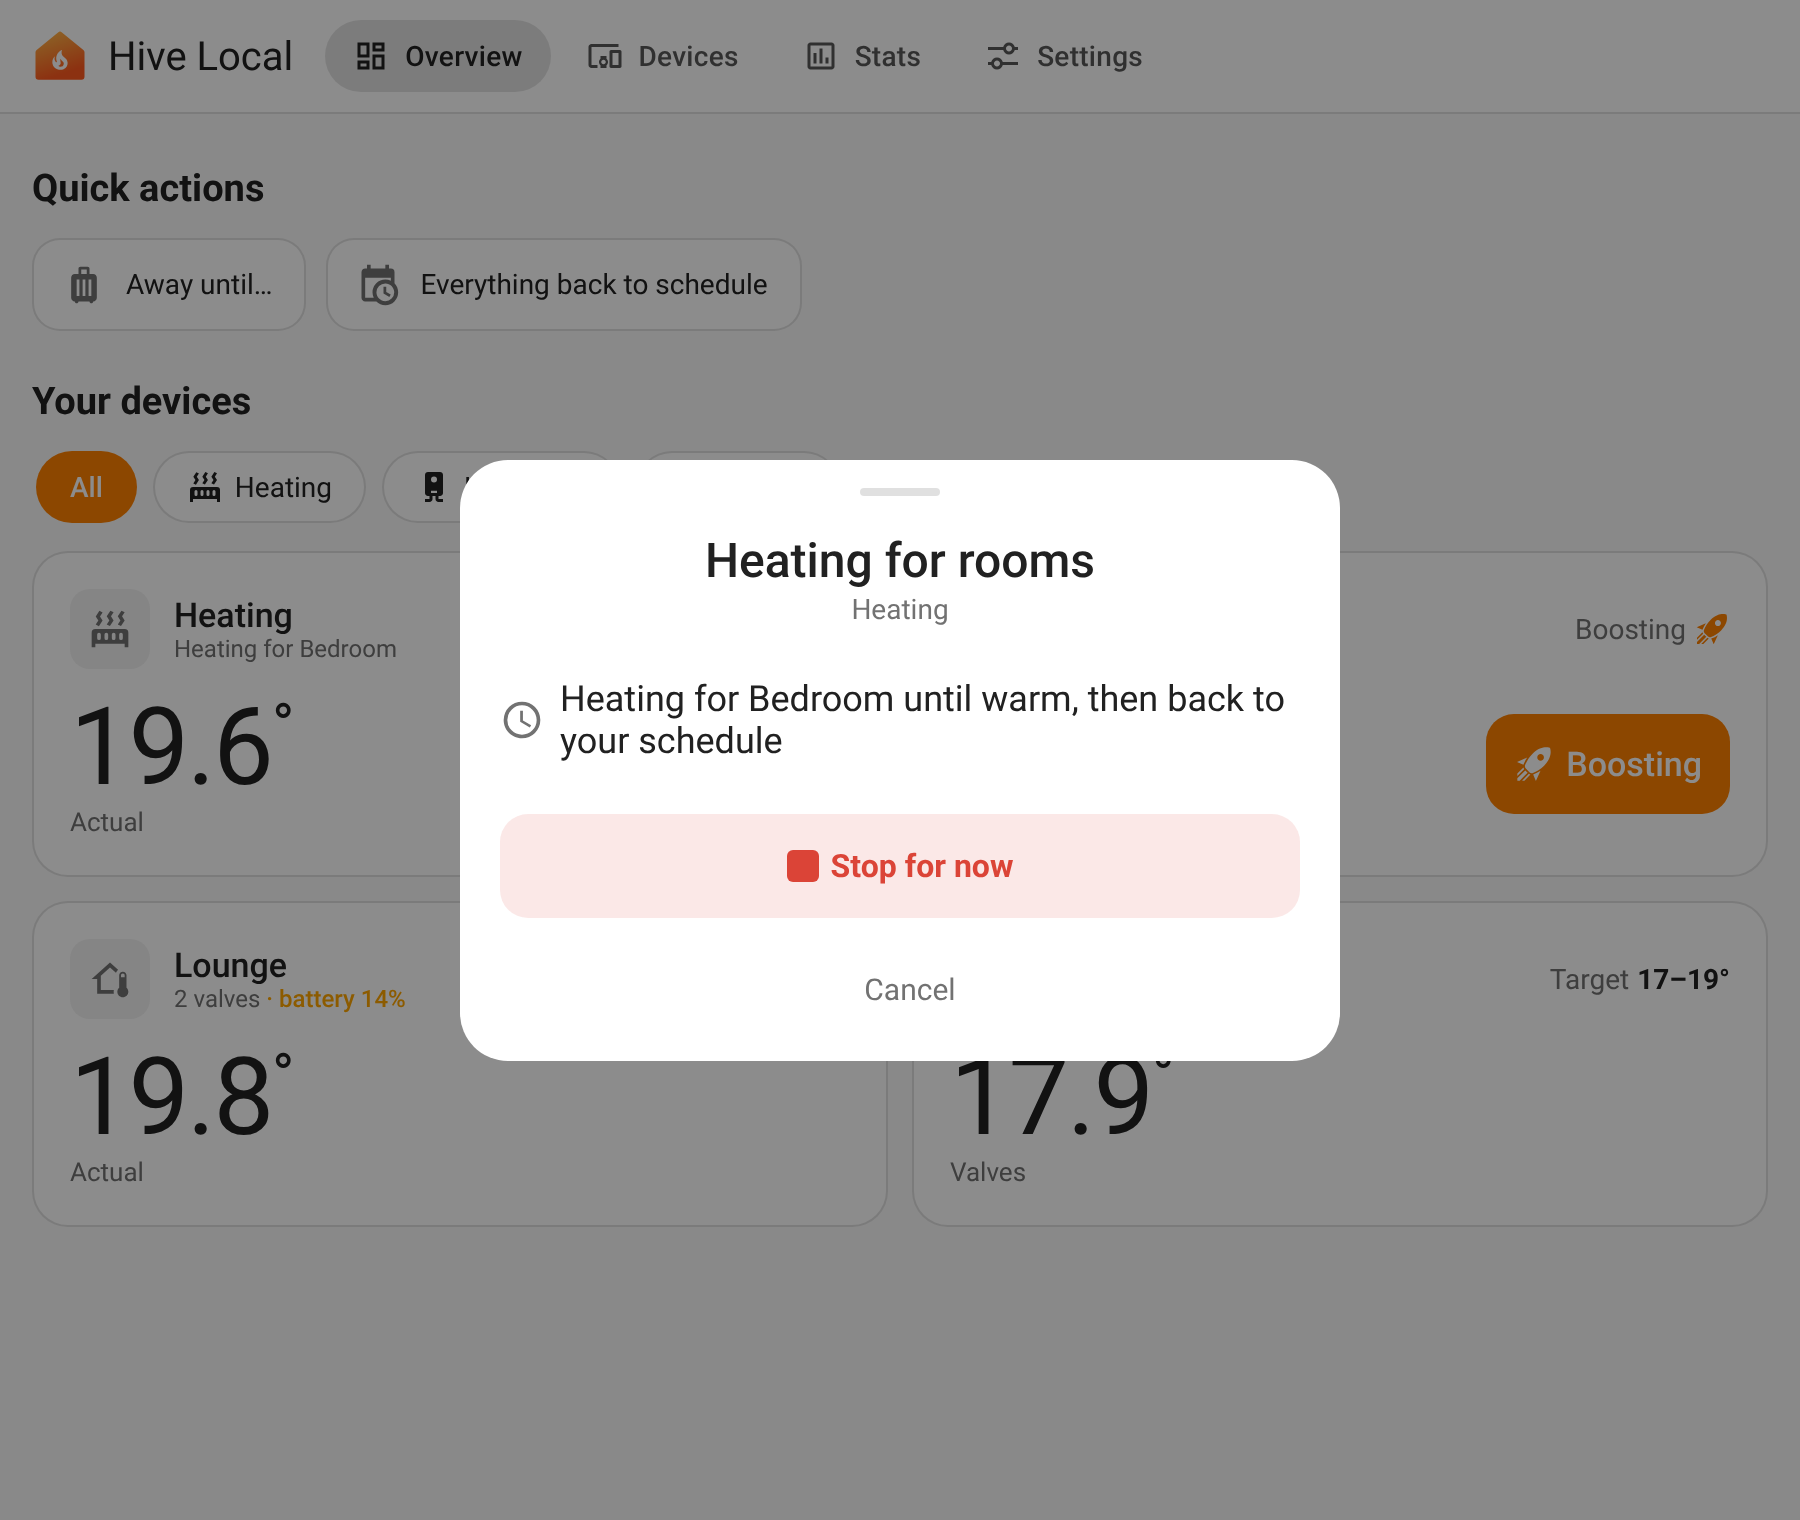 Hive Local
Overview
Devices
Stats
Settings
Quick actions
Away until...
Everything back to schedule
Your devices
All
Heating
Heating
Heating for Bedroom
19.6°
Actual
Boosting
Boosting
Heating for rooms
Heating
Heating for Bedroom until warm, then back to
your schedule
Stop for now
Cancel
Lounge
2 valves · battery 14%
19.8°
Actual
Target 17–19°
17.9°
Valves